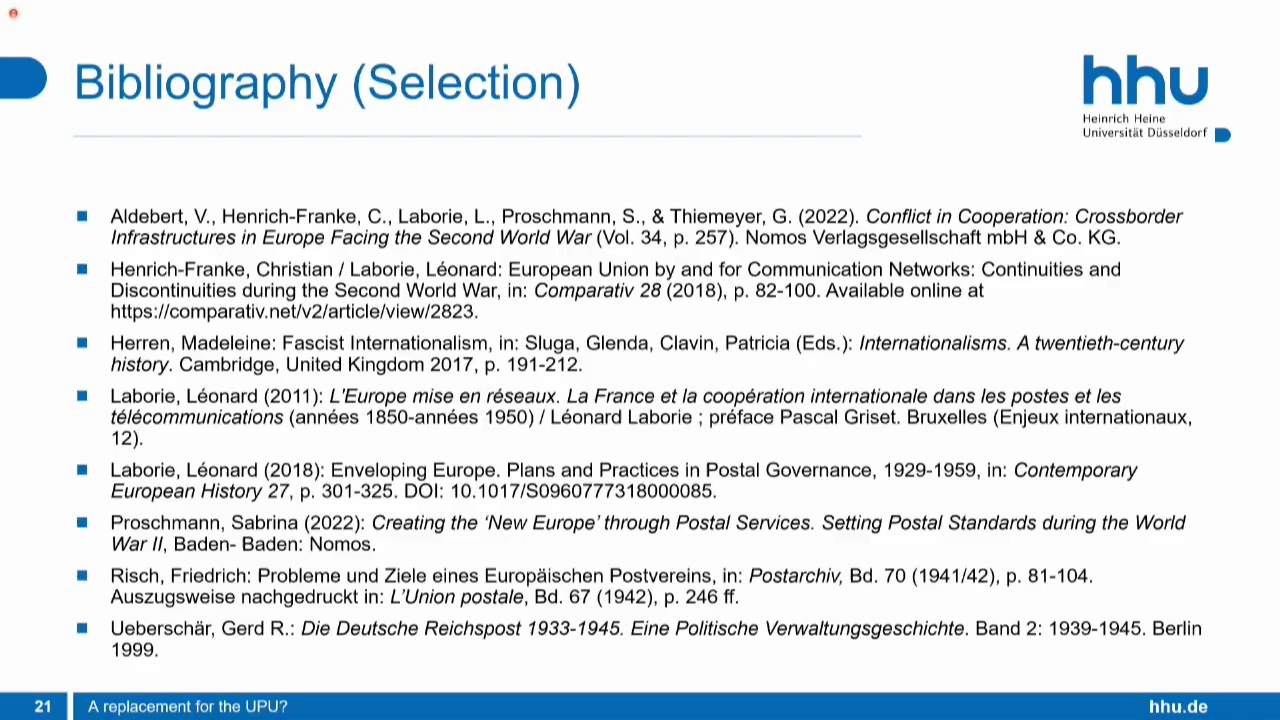 Bibliography (Selection)
hhu
Heinrich Heine
Universität Düsseldorf
Aldebert, V., Henrich-Franke, C., Laborie, L., Proschmann, S., & Thiemeyer, G. (2022). Conflict in Cooperation: Crossborder
Infrastructures in Europe Facing the Second World War (Vol. 34, p. 257). Nomos Verlagsgesellschaft mbH & Co. KG.
Henrich-Franke, Christian / Laborie, Léonard: European Union by and for Communication Networks: Continuities and
Discontinuities during the Second World War, in: Comparativ 28 (2018), p. 82-100. Available online at
https://comparativ.net/v2/article/view/2823.
Herren, Madeleine: Fascist Internationalism, in: Sluga, Glenda, Clavin, Patricia (Eds.): Internationalisms. A twentieth-century
history. Cambridge, United Kingdom 2017, p. 191-212.
Laborie, Léonard (2011): L'Europe mise en réseaux. La France et la coopération internationale dans les postes et les
télécommunications (années 1850-années 1950) / Léonard Laborie ; préface Pascal Griset. Bruxelles (Enjeux internationaux,
12).
Laborie, Léonard (2018): Enveloping Europe. Plans and Practices in Postal Governance, 1929-1959, in: Contemporary
European History 27, p. 301-325. DOI: 10.1017/S0960777318000085.
Proschmann, Sabrina (2022): Creating the ‘New Europe’ through Postal Services. Setting Postal Standards during the World
War II, Baden- Baden: Nomos.
Risch, Friedrich: Probleme und Ziele eines Europäischen Postvereins, in: Postarchiv, Bd. 70 (1941/42), p. 81-104.
Auszugsweise nachgedruckt in: L’Union postale, Bd. 67 (1942), p. 246 ff.
Ueberschär, Gerd R.: Die Deutsche Reichspost 1933-1945. Eine Politische Verwaltungsgeschichte. Band 2: 1939-1945. Berlin
1999.
21 A replacement for the UPU? hhu.de